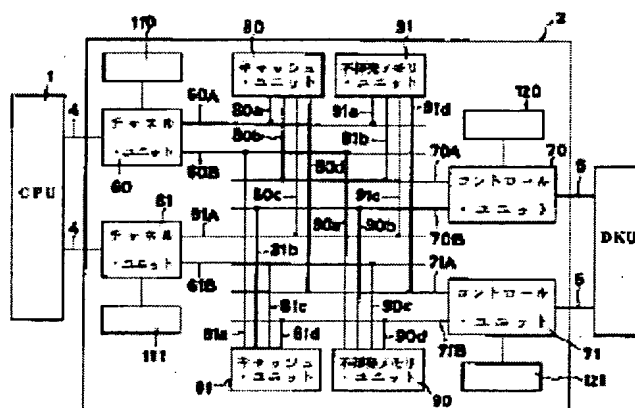 110
80
91
2
キャッシュ
・ユニット
不揮発メモリ
・ユニット
1
4
60A
80a
80b
91a
91b
91d
120
CPU
チャネル
・ユニット
60
60B
80d
80c
91c
70A
70
コントロール
・ユニット
5
61
61A
90a
90b
70B
DKU
4
チャネル
・ユニット
81b
71A
コントロール
・ユニット
5
61B
81c
90c
81a
81d
90d
71B
71
111
キャッシュ
・ユニット
不揮発メモリ
・ユニット
81
90
121